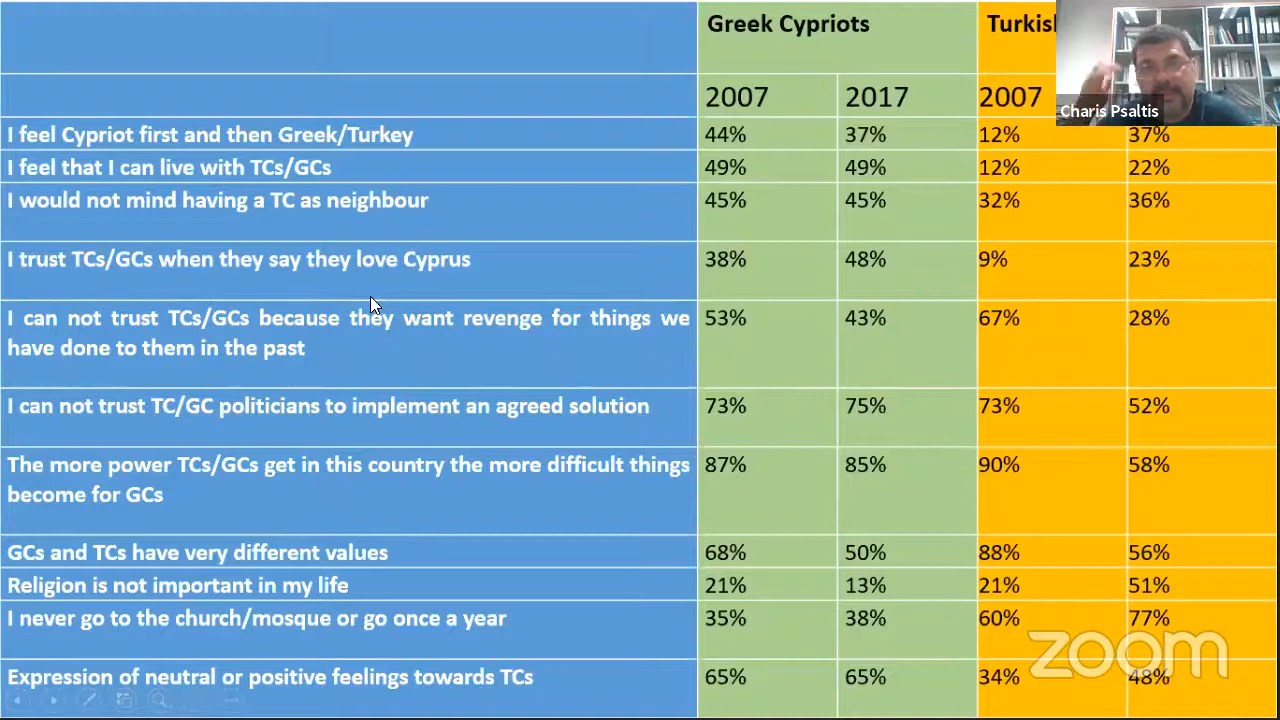 Greek Cypriots Turkis
Charis Psaltis
2007 2017 2007
I feel Cypriot first and then Greek/Turkey 44% 37% 12% 37%
I feel that I can live with TCs/GCs 49% 49% 12% 22%
I would not mind having a TC as neighbour 45% 45% 32% 36%
I trust TCs/GCs when they say they love Cyprus 38% 48% 9% 23%
I can not trust TCs/GCs because they want revenge for things we 53% 43% 67% 28%
have done to them in the past
I can not trust TC/GC politicians to implement an agreed solution 73% 75% 73% 52%
The more power TCs/GCs get in this country the more difficult things 87% 85% 90% 58%
become for GCs
GCs and TCs have very different values 68% 50% 88% 56%
Religion is not important in my life 21% 13% 21% 51%
I never go to the church/mosque or go once a year 35% 38% 60% 77%
Expression of neutral or positive feelings towards TCs 65% 65% 34% 48%
zoom